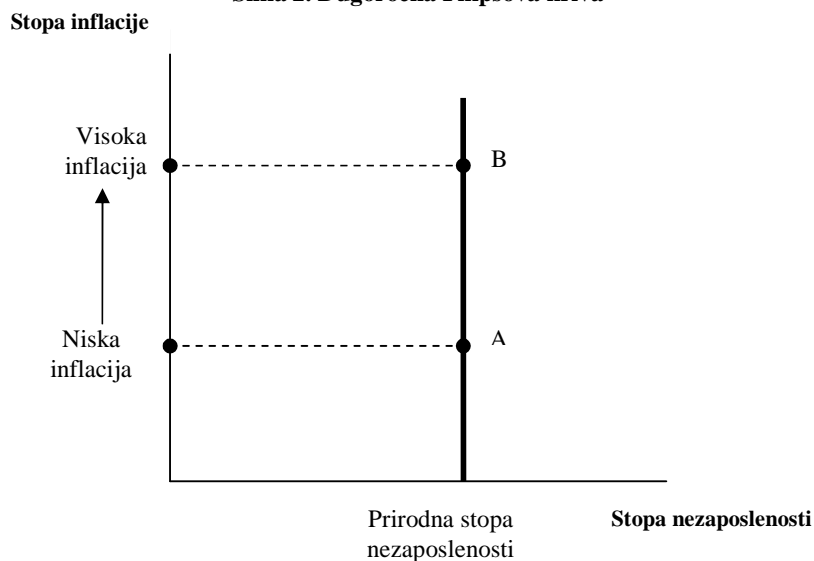 Stopa inflacije
Visoka
inflacija
B
Niska
inflacija
A
Prirodna stopa
nezaposlenosti
Stopa nezaposlenosti